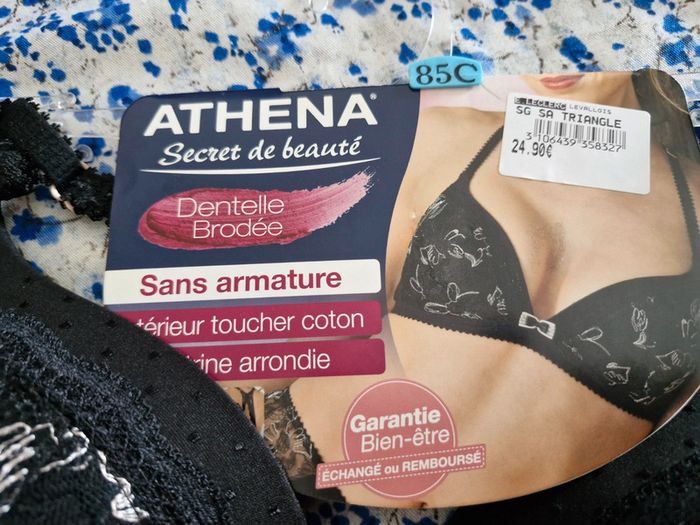 85C
ATHENA®
Secret de beauté
E.LECLERC LEVALLOIS
SG SA TRIANGLE
3 106439 358327
24.90€
Dentelle
Brodée
Sans armature
térieur toucher coton
rine arrondie
Garantie
Bien-être
ÉCHANGÉ OU REMBOURSÉ